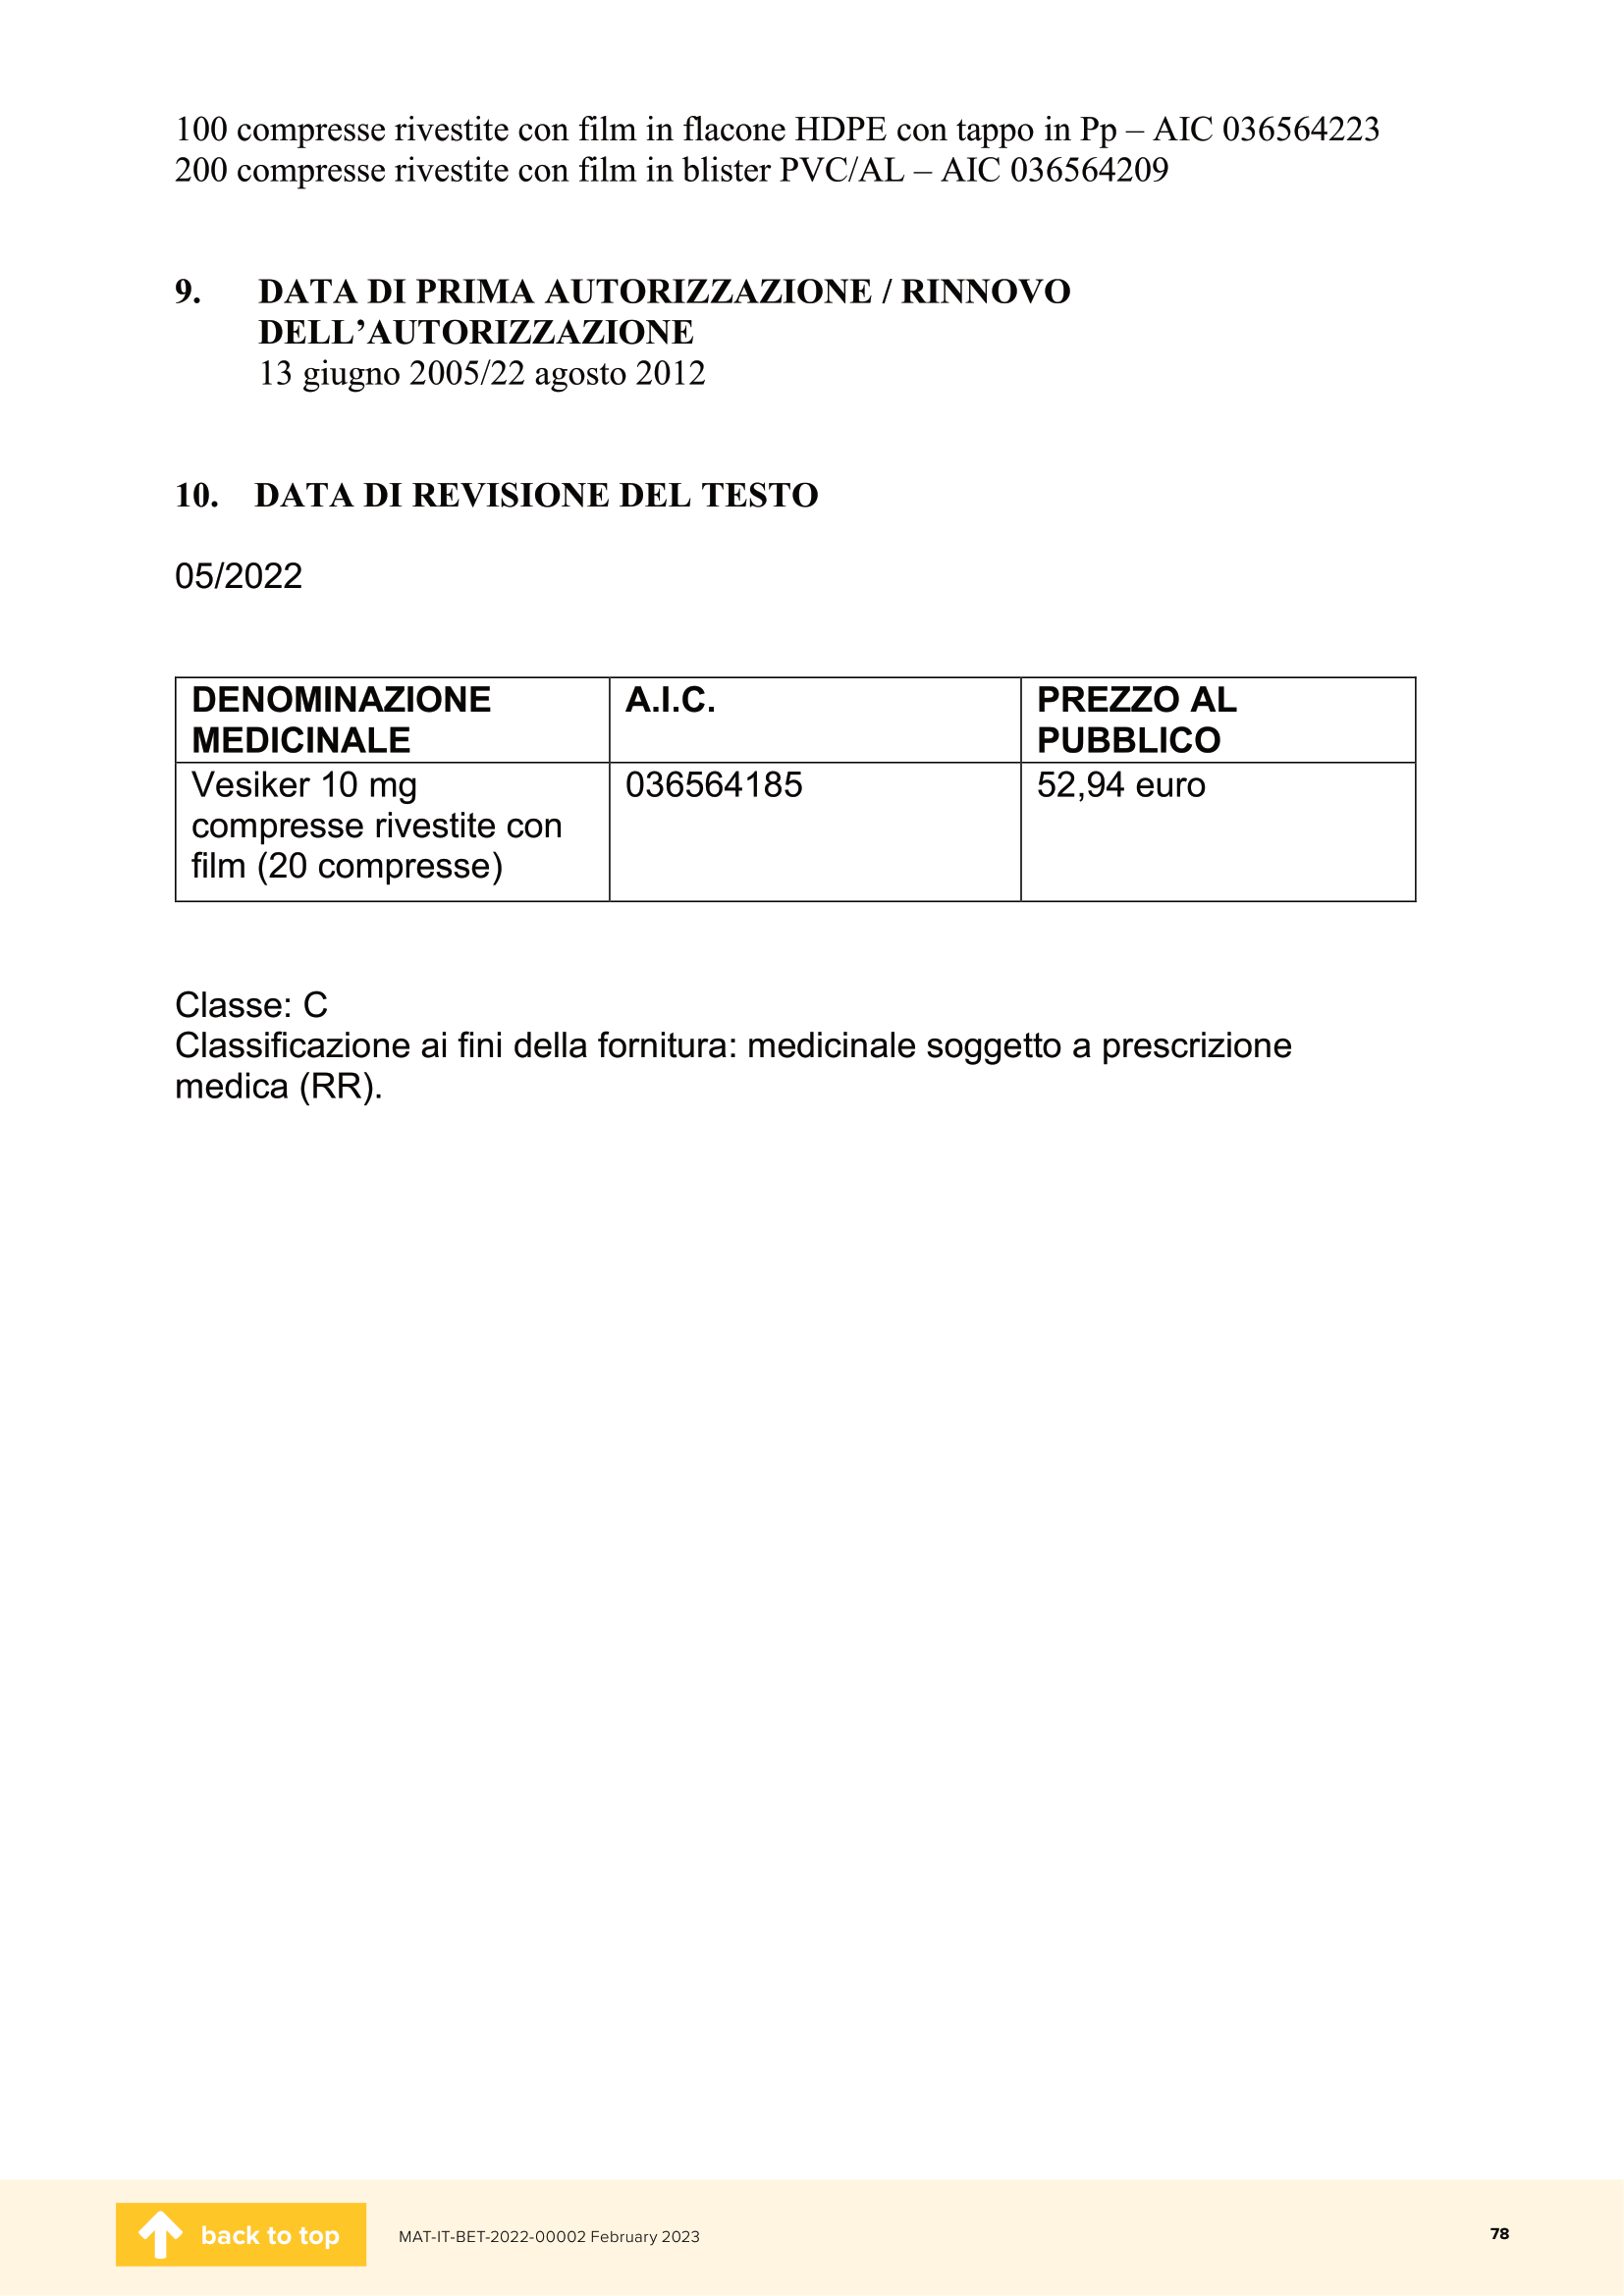 100 compresse rivestite con film in flacone HDPE con tappo in Pp – AIC 036564223
200 compresse rivestite con film in blister PVC/AL – AIC 036564209
9. DATA DI PRIMA AUTORIZZAZIONE / RINNOVO
DELL’AUTORIZZAZIONE
13 giugno 2005/22 agosto 2012
10. DATA DI REVISIONE DEL TESTO
05/2022
DENOMINAZIONE MEDICINALE
A.I.C.
PREZZO AL PUBBLICO
Vesiker 10 mg
compresse rivestite con
film (20 compresse)
036564185
52,94 euro
Classe: C
Classificazione ai fini della fornitura: medicinale soggetto a prescrizione
medica (RR).
back to top
MAT-IT-BET-2022-00002 February 2023
78